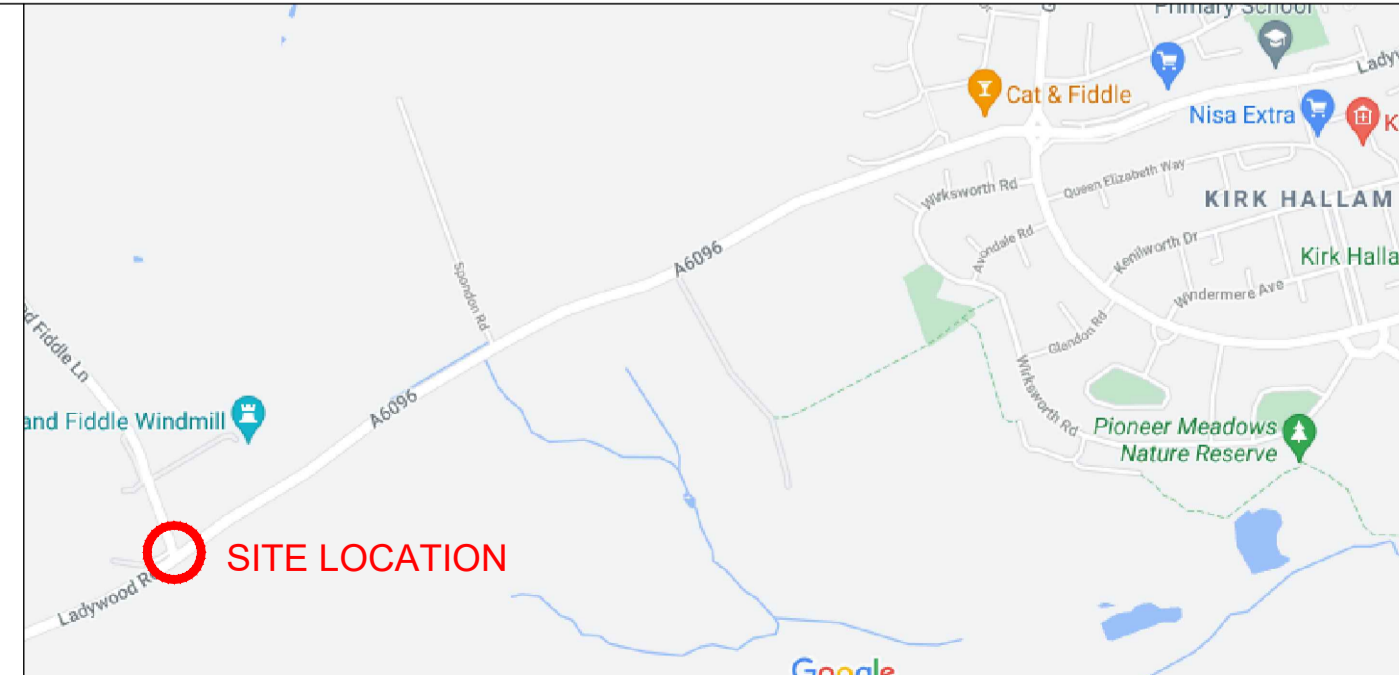 Primary School
Ladyw
Cat & Fiddle
Nisa Extra
K
Wirksworth Rd
Queen Elizabeth Way
KIRK HALLAM
Avondale Rd
Kenilworth Dr
Kirk Halla
A6096
Spondon Rd
Windermere Ave
d Fiddle Ln
Glendon Rd
A6096
Wirksworth Rd
and Fiddle Windmill
Pioneer Meadows
Nature Reserve
SITE LOCATION
Ladywood R
Google